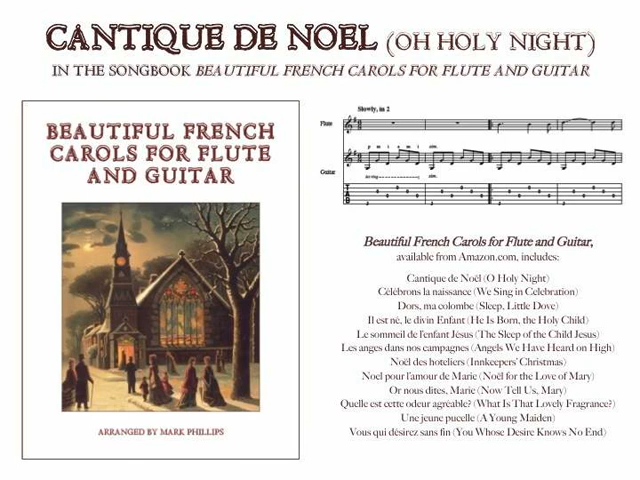 CANTIQUE DE NOEL (OH HOLY NIGHT)
IN THE SONGBOOK BEAUTIFUL FRENCH CAROLS FOR FLUTE AND GUITAR
BEAUTIFUL FRENCH
CAROLS FOR FLUTE
AND GUITAR
ARRANGED BY MARK PHILLIPS
Slowly, in 2
Flute
p m i a m i sim.
Guitar
sim.
Beautiful French Carols for Flute and Guitar,
available from Amazon.com, includes:
Cantique de Noël (O Holy Night)
Célébrons la naissance (We Sing in Celebration)
Dors, ma colombe (Sleep, Little Dove)
Il est né, le divin Enfant (He Is Born, the Holy Child)
Le sommeil de l'enfant Jésus (The Sleep of the Child Jesus)
Les anges dans nos campagnes (Angels We Have Heard on High)
Noël des hoteliers (Innkeepers' Christmas)
Noel pour l'amour de Marie (Noël for the Love of Mary)
Or nous dites, Marie (Now Tell Us, Mary)
Quelle est cette odeur agréable? (What Is That Lovely Fragrance?)
Une jeune pucelle (A Young Maiden)
Vous qui désirez sans fin (You Whose Desire Knows No End)